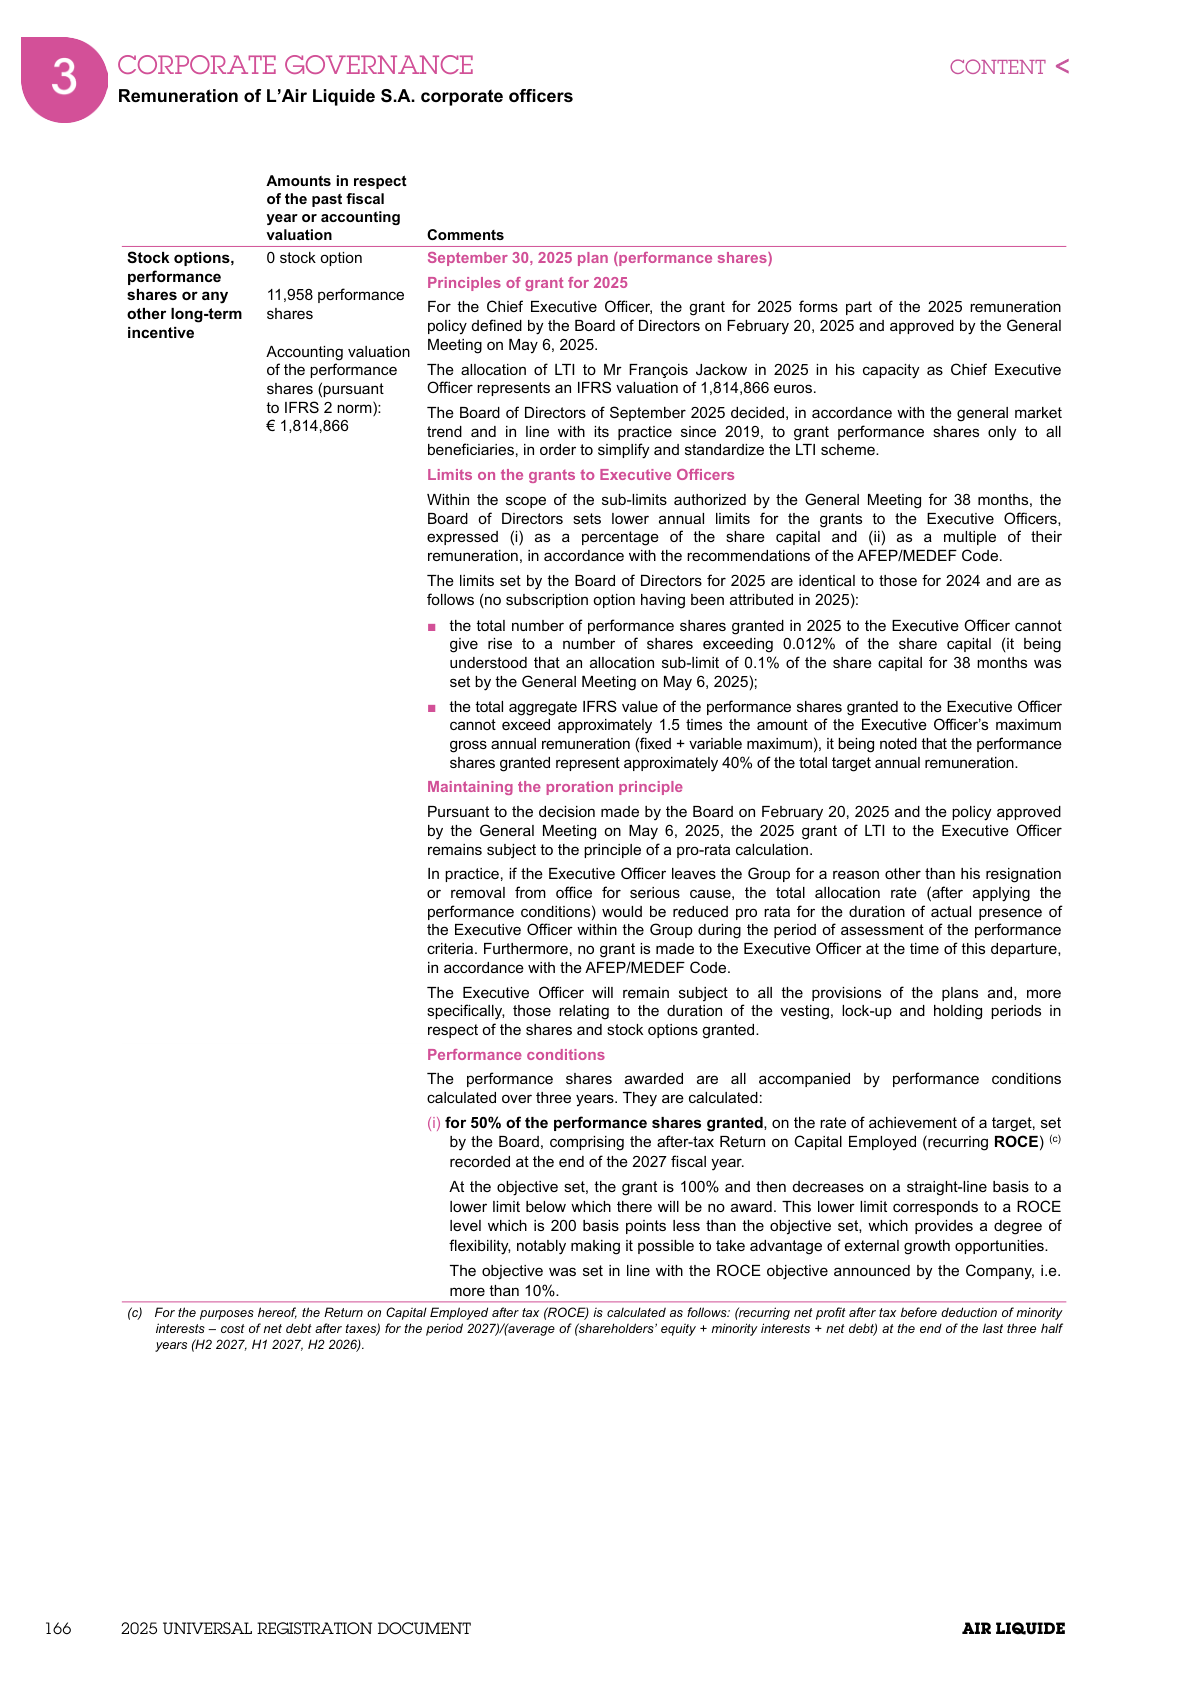 3
CORPORATE GOVERNANCE
CONTENT <
Remuneration of L’Air Liquide S.A. corporate officers
Amounts in respect
of the past fiscal
year or accounting
valuation
Comments
Stock options,
performance
shares or any
other long-term
incentive
0 stock option
11,958 performance
shares
Accounting valuation
of the performance
shares (pursuant
to IFRS 2 norm):
€ 1,814,866
September 30, 2025 plan (performance shares)
Principles of grant for 2025
For the Chief Executive Officer, the grant for 2025 forms part of the 2025 remuneration
policy defined by the Board of Directors on February 20, 2025 and approved by the General
Meeting on May 6, 2025.
The allocation of LTI to Mr François Jackow in 2025 in his capacity as Chief Executive
Officer represents an IFRS valuation of 1,814,866 euros.
The Board of Directors of September 2025 decided, in accordance with the general market
trend and in line with its practice since 2019, to grant performance shares only to all
beneficiaries, in order to simplify and standardize the LTI scheme.
Limits on the grants to Executive Officers
Within the scope of the sub-limits authorized by the General Meeting for 38 months, the
Board of Directors sets lower annual limits for the grants to the Executive Officers,
expressed (i) as a percentage of the share capital and (ii) as a multiple of their
remuneration, in accordance with the recommendations of the AFEP/MEDEF Code.
The limits set by the Board of Directors for 2025 are identical to those for 2024 and are as
follows (no subscription option having been attributed in 2025):
■ the total number of performance shares granted in 2025 to the Executive Officer cannot
give rise to a number of shares exceeding 0.012% of the share capital (it being
understood that an allocation sub-limit of 0.1% of the share capital for 38 months was
set by the General Meeting on May 6, 2025);
■ the total aggregate IFRS value of the performance shares granted to the Executive Officer
cannot exceed approximately 1.5 times the amount of the Executive Officer’s maximum
gross annual remuneration (fixed + variable maximum), it being noted that the performance
shares granted represent approximately 40% of the total target annual remuneration.
Maintaining the proration principle
Pursuant to the decision made by the Board on February 20, 2025 and the policy approved
by the General Meeting on May 6, 2025, the 2025 grant of LTI to the Executive Officer
remains subject to the principle of a pro-rata calculation.
In practice, if the Executive Officer leaves the Group for a reason other than his resignation
or removal from office for serious cause, the total allocation rate (after applying the
performance conditions) would be reduced pro rata for the duration of actual presence of
the Executive Officer within the Group during the period of assessment of the performance
criteria. Furthermore, no grant is made to the Executive Officer at the time of this departure,
in accordance with the AFEP/MEDEF Code.
The Executive Officer will remain subject to all the provisions of the plans and, more
specifically, those relating to the duration of the vesting, lock-up and holding periods in
respect of the shares and stock options granted.
Performance conditions
The performance shares awarded are all accompanied by performance conditions
calculated over three years. They are calculated:
(i) for 50% of the performance shares granted, on the rate of achievement of a target, set
by the Board, comprising the after-tax Return on Capital Employed (recurring ROCE) (c)
recorded at the end of the 2027 fiscal year.
At the objective set, the grant is 100% and then decreases on a straight-line basis to a
lower limit below which there will be no award. This lower limit corresponds to a ROCE
level which is 200 basis points less than the objective set, which provides a degree of
flexibility, notably making it possible to take advantage of external growth opportunities.
The objective was set in line with the ROCE objective announced by the Company, i.e.
more than 10%.
(c) For the purposes hereof, the Return on Capital Employed after tax (ROCE) is calculated as follows: (recurring net profit after tax before deduction of minority
interests – cost of net debt after taxes) for the period 2027)/(average of (shareholders’ equity + minority interests + net debt) at the end of the last three half
years (H2 2027, H1 2027, H2 2026).
166
2025 UNIVERSAL REGISTRATION DOCUMENT
AIR LIQUIDE